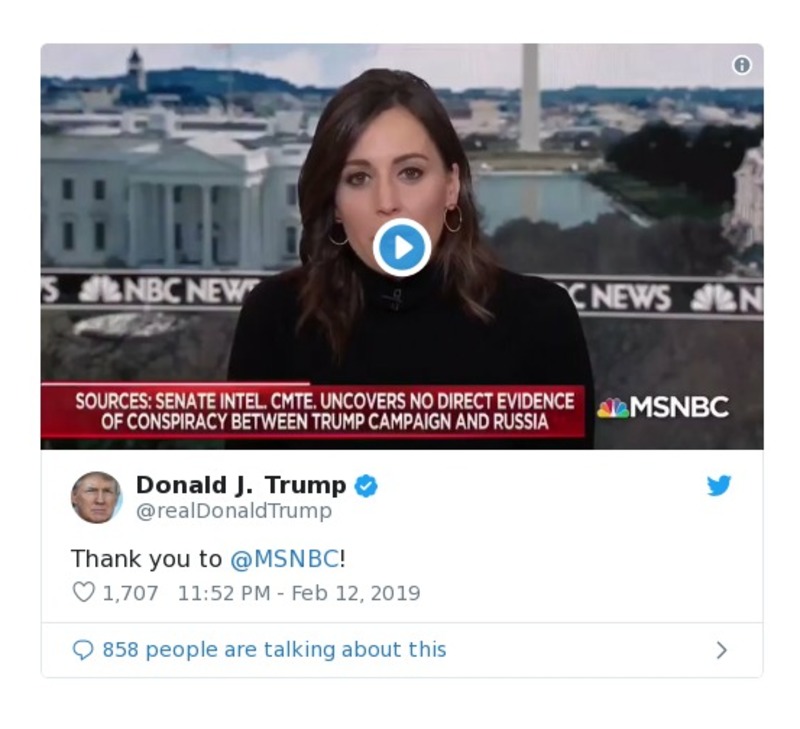 S NBC NEWS
C NEWS N
SOURCES: SENATE INTEL. CMTE. UNCOVERS NO DIRECT EVIDENCE
OF CONSPIRACY BETWEEN TRUMP CAMPAIGN AND RUSSIA
MSNBC
Donald J. Trump
@realDonaldTrump
Thank you to @MSNBC!
1,707 11:52 PM - Feb 12, 2019
858 people are talking about this